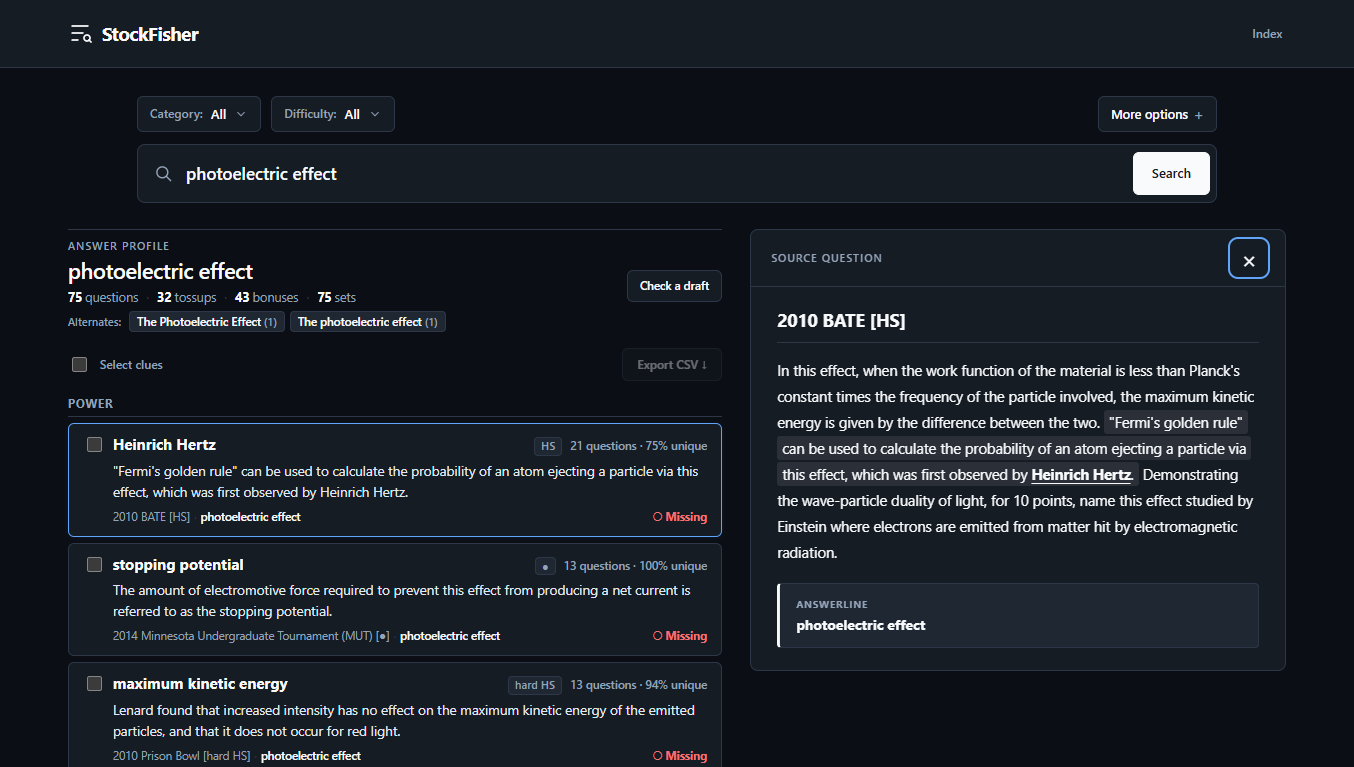 StockFisher
Index
Category: All
Difficulty: All
More options +
photoelectric effect
Search
ANSWER PROFILE
photoelectric effect
75 questions · 32 tossups · 43 bonuses · 75 sets
Alternates: The Photoelectric Effect (1) The photoelectric effect (1)
Check a draft
Select clues
Export CSV ↓
POWER
Heinrich Hertz
HS 21 questions · 75% unique
"Fermi's golden rule" can be used to calculate the probability of an atom ejecting a particle via this
effect, which was first observed by Heinrich Hertz.
2010 BATE [HS] photoelectric effect
Missing
stopping potential
● 13 questions · 100% unique
The amount of electromotive force required to prevent this effect from producing a net current is
referred to as the stopping potential.
2014 Minnesota Undergraduate Tournament (MUT) [●] photoelectric effect
Missing
maximum kinetic energy
hard HS 13 questions · 94% unique
Lenard found that increased intensity has no effect on the maximum kinetic energy of the emitted
particles, and that it does not occur for red light.
2010 Prison Bowl [hard HS] photoelectric effect
Missing
SOURCE QUESTION
×
2010 BATE [HS]
In this effect, when the work function of the material is less than Planck's
constant times the frequency of the particle involved, the maximum kinetic
energy is given by the difference between the two. "Fermi's golden rule"
can be used to calculate the probability of an atom ejecting a particle via
this effect, which was first observed by Heinrich Hertz. Demonstrating
the wave-particle duality of light, for 10 points, name this effect studied by
Einstein where electrons are emitted from matter hit by electromagnetic
radiation.
ANSWERLINE
photoelectric effect